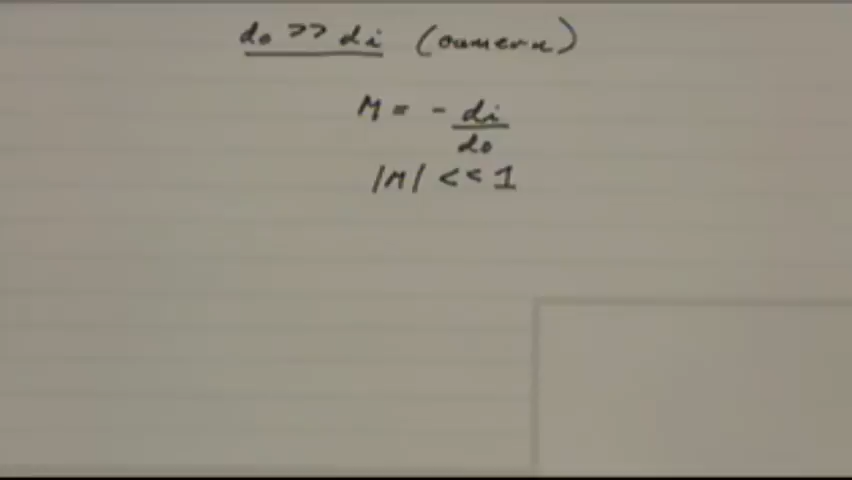 do >> di (camera)
M = - di/do
|M| << 1